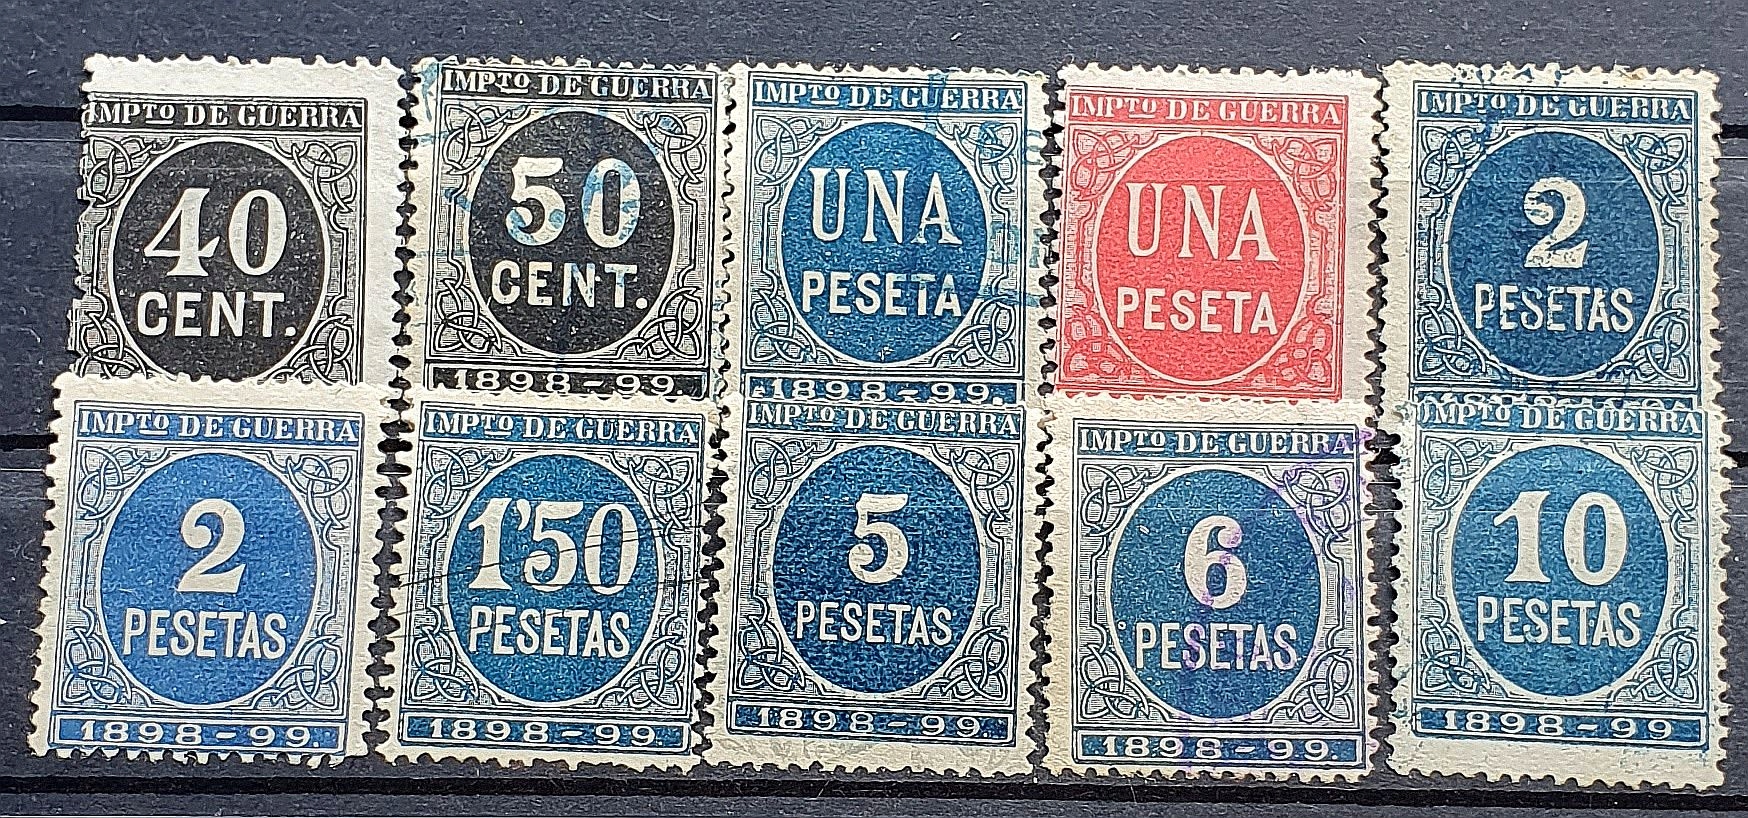 IMPTO DE GUERRA
40
CENT.
IMPTO DE GUERRA
50
CENT.
1898-99.
IMPTO DE GUERRA
UNA
PESETA
1898-99.
IMPTO DE GUERRA
UNA
PESETA
IMPTO DE GUERRA
2
PESETAS
IMPTO DE GUERRA
2
PESETAS
1898-99.
IMPTO DE GUERRA
1'50
PESETAS
1898-99.
IMPTO DE GUERRA
5
PESETAS
1898-99.
IMPTO DE GUERRA
6
PESETAS
1898-99.
IMPTO DE GUERRA
10
PESETAS
1898-99